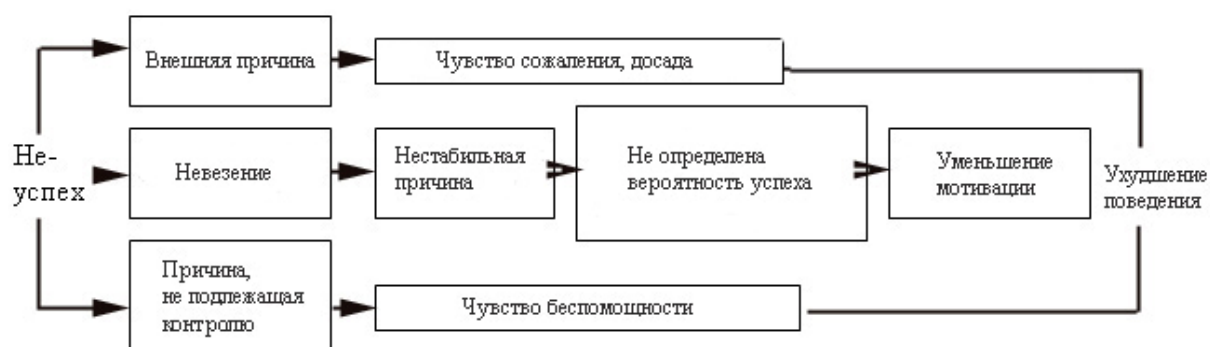 Внешняя причина
Чувство сожаления, досада
Не-
успех
Невезение
Нестабильная
причина
Не определена
вероятность успеха
Уменьшение
мотивации
Ухудшение
поведения
Причина,
не подлежащая
контролю
Чувство беспомощности